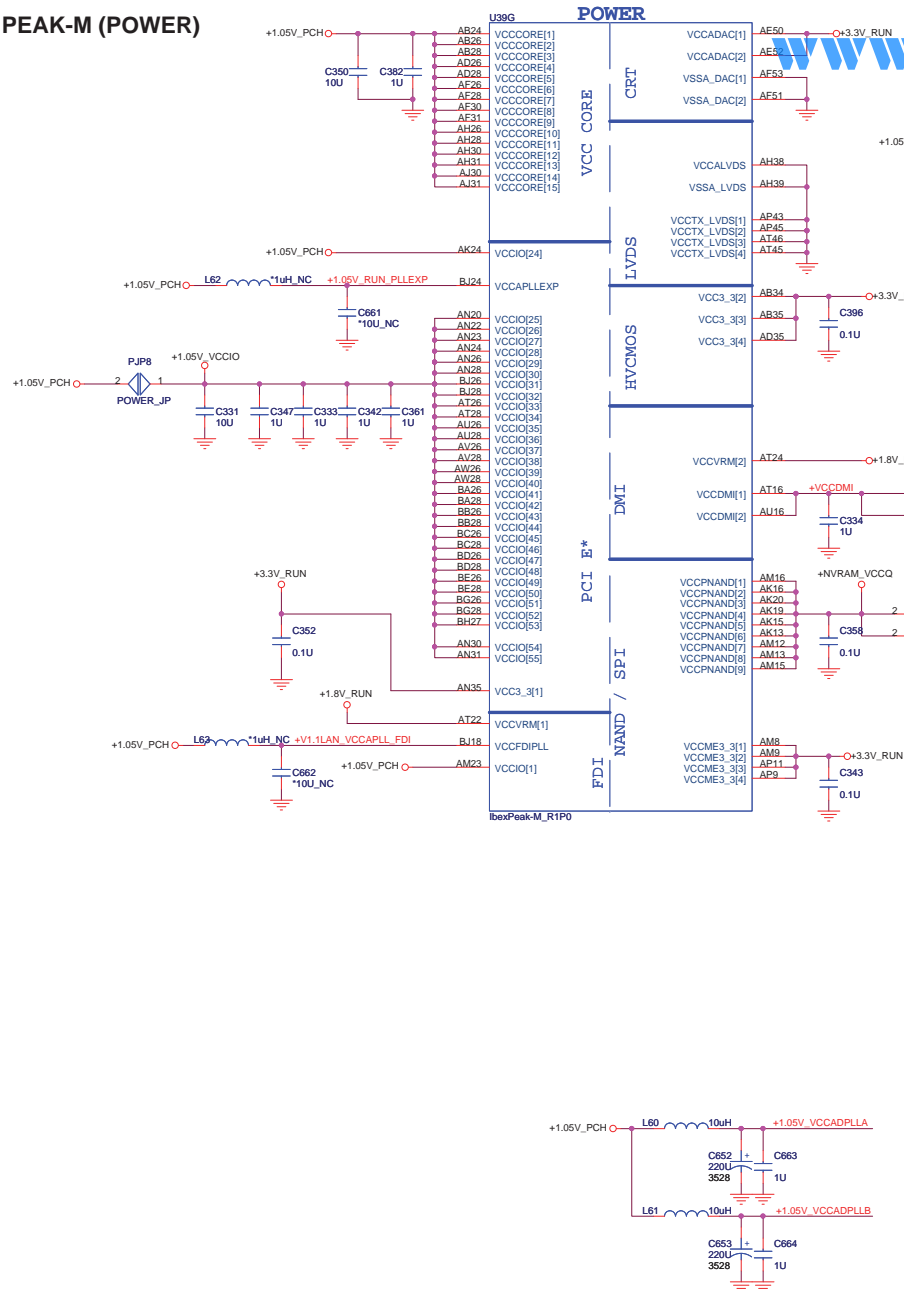 PEAK-M (POWER)
U39G
POWER
+1.05V_PCH
C350
10U
C382
1U
AB24 VCCCORE[1]
AB26 VCCCORE[2]
AB28 VCCCORE[3]
AD26 VCCCORE[4]
AD28 VCCCORE[5]
AF26 VCCCORE[6]
AF28 VCCCORE[7]
AF30 VCCCORE[8]
AF31 VCCCORE[9]
AH26 VCCCORE[10]
AH28 VCCCORE[11]
AH30 VCCCORE[12]
AH31 VCCCORE[13]
AJ30 VCCCORE[14]
AJ31 VCCCORE[15]
VCC CORE
CRT
VCCADAC[1] AE50
+3.3V_RUN
VCCADAC[2] AE52
VSSA_DAC[1] AF53
VSSA_DAC[2] AF51
+1.05
LVDS
VCCALVDS AH38
VSSA_LVDS AH39
VCCTX_LVDS[1] AP43
VCCTX_LVDS[2] AP45
VCCTX_LVDS[3] AT46
VCCTX_LVDS[4] AT45
+1.05V_PCH
AK24 VCCIO[24]
+1.05V_PCH
L62
*1uH_NC
+1.05V_RUN_PLLEXP
BJ24 VCCAPLLEXP
C661
*10U_NC
HVCMOS
VCC3_3[2] AB34
+3.3V_
VCC3_3[3] AB35
VCC3_3[4] AD35
C396
0.1U
+1.05V_PCH
PJP8
2
1
POWER_JP
+1.05V_VCCIO
C331
10U
C347
1U
C333
1U
C342
1U
C361
1U
AN20 VCCIO[25]
AN22 VCCIO[26]
AN23 VCCIO[27]
AN24 VCCIO[28]
AN26 VCCIO[29]
AN28 VCCIO[30]
BJ26 VCCIO[31]
BJ28 VCCIO[32]
AT26 VCCIO[33]
AT28 VCCIO[34]
AU26 VCCIO[35]
AU28 VCCIO[36]
AV26 VCCIO[37]
AV28 VCCIO[38]
AW26 VCCIO[39]
AW28 VCCIO[40]
BA26 VCCIO[41]
BA28 VCCIO[42]
BB26 VCCIO[43]
BB28 VCCIO[44]
BC26 VCCIO[45]
BC28 VCCIO[46]
BD26 VCCIO[47]
BD28 VCCIO[48]
BE26 VCCIO[49]
BE28 VCCIO[50]
BG26 VCCIO[51]
BG28 VCCIO[52]
BH27 VCCIO[53]
AN30 VCCIO[54]
AN31 VCCIO[55]
PCI E*
DMI
VCCVRM[2] AT24
+1.8V_
VCCDMI[1] AT16
+VCCDMI
VCCDMI[2] AU16
C334
1U
+3.3V_RUN
C352
0.1U
AN35 VCC3_3[1]
NAND / SPI
VCCPNAND[1] AM16
VCCPNAND[2] AK16
VCCPNAND[3] AK20
VCCPNAND[4] AK19
VCCPNAND[5] AK15
VCCPNAND[6] AK13
VCCPNAND[7] AM12
VCCPNAND[8] AM13
VCCPNAND[9] AM15
+NVRAM_VCCQ
2
2
C358
0.1U
+1.8V_RUN
AT22 VCCVRM[1]
+1.05V_PCH
L63
*1uH_NC
+V1.1LAN_VCCAPLL_FDI
BJ18 VCCFDIPLL
C662
*10U_NC
+1.05V_PCH
AM23 VCCIO[1]
FDI
VCCME3_3[1] AM8
VCCME3_3[2] AM9
VCCME3_3[3] AP11
VCCME3_3[4] AP9
+3.3V_RUN
C343
0.1U
IbexPeak-M_R1P0
+1.05V_PCH
L60
10uH
+1.05V_VCCADPLLA
C652
220U
3528
+
C663
1U
L61
10uH
+1.05V_VCCADPLLB
C653
220U
3528
+
C664
1U